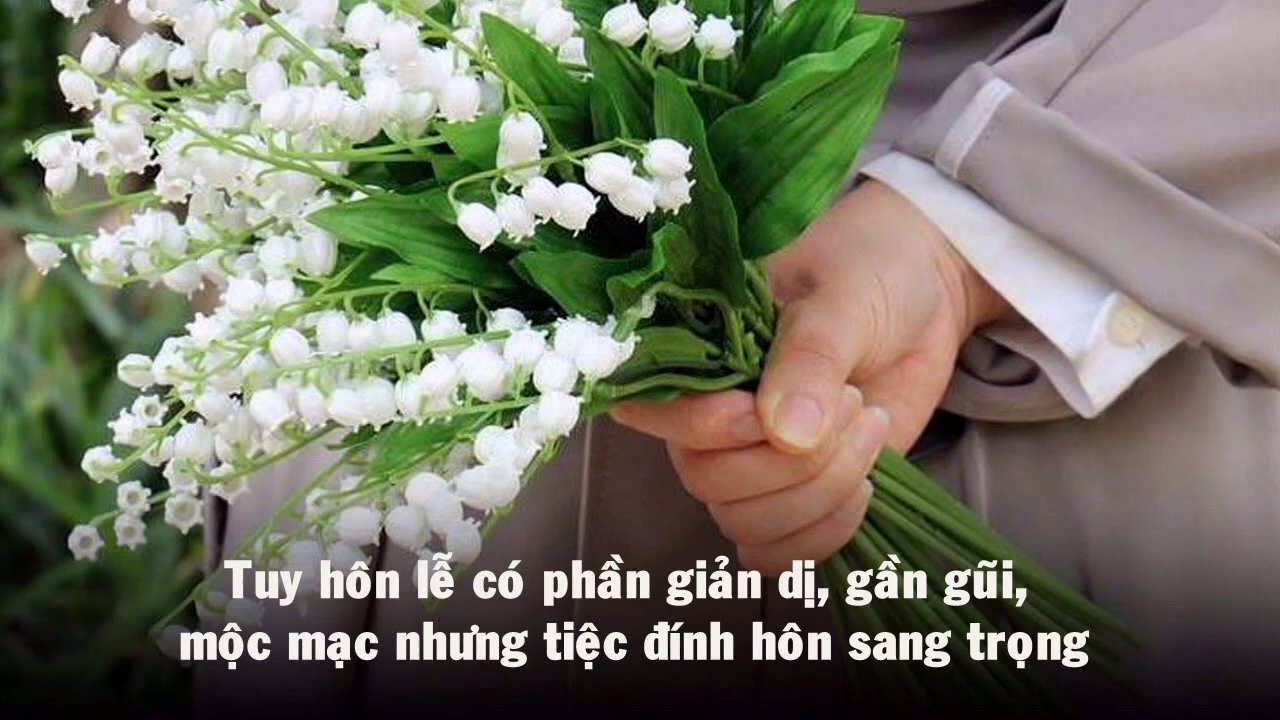 Tuy hôn lễ có phần giản dị, gần gũi,
mộc mạc nhưng tiệc đính hôn sang trọng